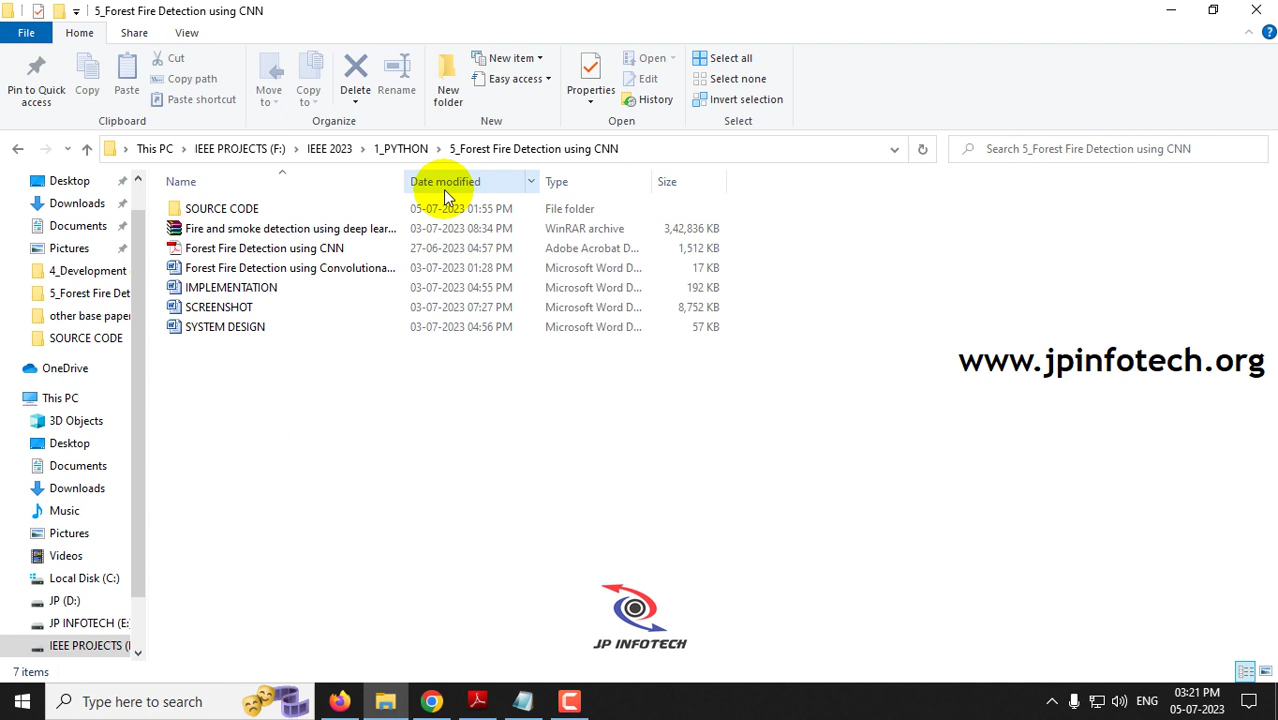 5_Forest Fire Detection using CNN
File Home Share View
Pin to Quick access
Copy
Paste
Cut
Copy path
Paste shortcut
Clipboard
Move to
Copy to
Delete
Rename
Organize
New folder
New item
Easy access
New
Properties
Open
Edit
History
Open
Select all
Select none
Invert selection
Select
This PC > IEEE PROJECTS (F:) > IEEE 2023 > 1_PYTHON > 5_Forest Fire Detection using CNN
Search 5_Forest Fire Detection using CNN
Desktop
Downloads
Documents
Pictures
4_Development
5_Forest Fire Det
other base paper
SOURCE CODE
OneDrive
This PC
3D Objects
Desktop
Documents
Downloads
Music
Pictures
Videos
Local Disk (C:)
JP (D:)
JP INFOTECH (E:
IEEE PROJECTS (
Name Date modified Type Size
SOURCE CODE 05-07-2023 01:55 PM File folder
Fire and smoke detection using deep lear... 03-07-2023 08:34 PM WinRAR archive 3,42,836 KB
Forest Fire Detection using CNN 27-06-2023 04:57 PM Adobe Acrobat D... 1,512 KB
Forest Fire Detection using Convolutiona... 03-07-2023 01:28 PM Microsoft Word D... 17 KB
IMPLEMENTATION 03-07-2023 04:55 PM Microsoft Word D... 192 KB
SCREENSHOT 03-07-2023 07:27 PM Microsoft Word D... 8,752 KB
SYSTEM DESIGN 03-07-2023 04:56 PM Microsoft Word D... 57 KB
www.jpinfotech.org
JP INFOTECH
7 items
Type here to search
ENG
03:21 PM
05-07-2023